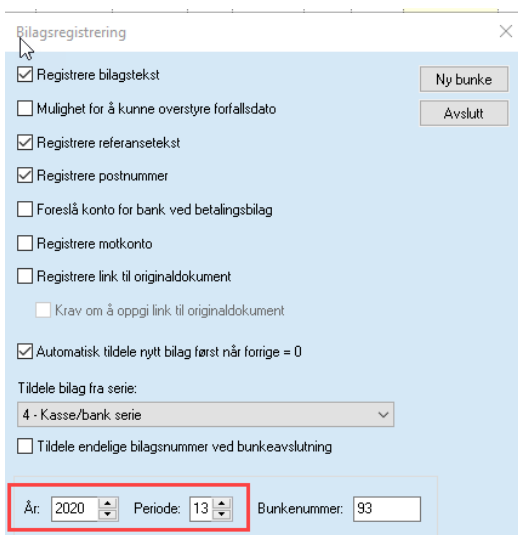 Bilagsregistrering
Registrere bilagstekst
Ny bunke
Mulighet for å kunne overstyre forfallsdato
Avslutt
Registrere referansetekst
Registrere postnummer
Foreslå konto for bank ved betalingsbilag
Registrere motkonto
Registrere link til originaldokument
Krav om å oppgi link til originaldokument
Automatisk tildele nytt bilag først når forrige = 0
Tildele bilag fra serie:
4 - Kasse/bank serie
Tildele endelige bilagsnummer ved bunkeavslutning
År: 2020 Periode: 13 Bunkenummer: 93